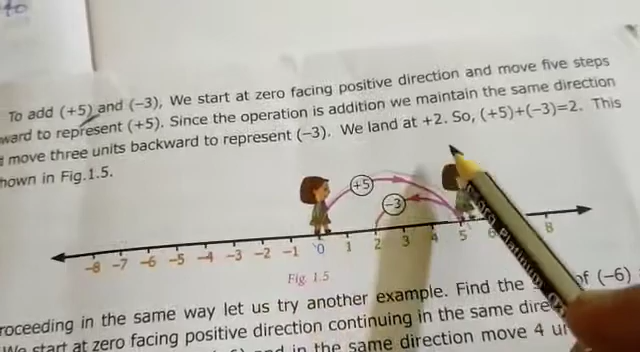 to
To add (+5) and (−3), We start at zero facing positive direction and move five steps
ward to represent (+5). Since the operation is addition we maintain the same direction
move three units backward to represent (−3). We land at +2. So, (+5)+(−3)=2. This
hown in Fig.1.5.
+5
−3
−8 −7 −6 −5 −4 −3 −2 −1 0 1 2 3 4 5 6 8
Fig. 1.5
roceeding in the same way let us try another example. Find the of (−6)
We start at zero facing positive direction continuing in the same
and in the same direction move 4